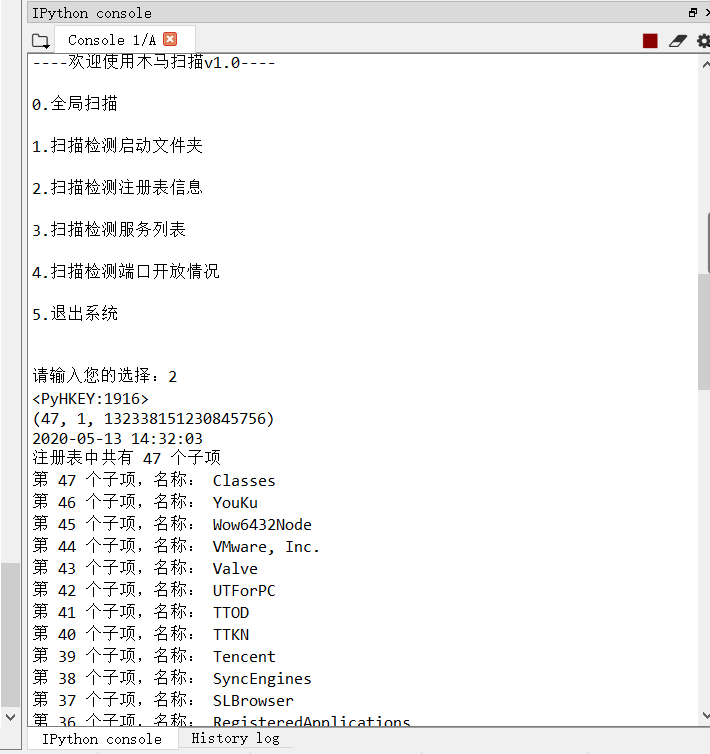 IPython console
Console 1/A
----欢迎使用木马扫描v1.0----
0.全局扫描
1.扫描检测启动文件夹
2.扫描检测注册表信息
3.扫描检测服务列表
4.扫描检测端口开放情况
5.退出系统
请输入您的选择：2
<PyHKEY:1916>
(47, 1, 132338151230845756)
2020-05-13 14:32:03
注册表中共有 47 个子项
第 47 个子项，名称： Classes
第 46 个子项，名称： YouKu
第 45 个子项，名称： Wow6432Node
第 44 个子项，名称： VMware, Inc.
第 43 个子项，名称： Valve
第 42 个子项，名称： UTForPC
第 41 个子项，名称： TTOD
第 40 个子项，名称： TTKN
第 39 个子项，名称： Tencent
第 38 个子项，名称： SyncEngines
第 37 个子项，名称： SLBrowser
第 36 个子项，名称： RegisteredApplications
IPython console History log